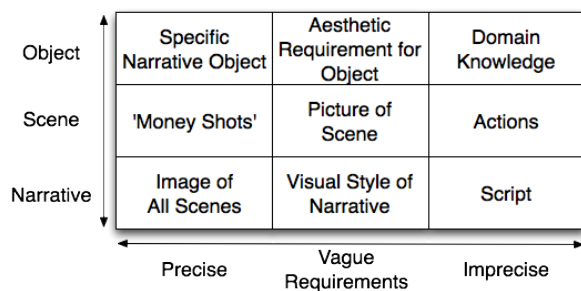 Object
Specific
Narrative Object
Aesthetic
Requirement for
Object
Domain
Knowledge
Scene
'Money Shots'
Picture of
Scene
Actions
Narrative
Image of
All Scenes
Visual Style of
Narrative
Script
Precise
Vague
Requirements
Imprecise